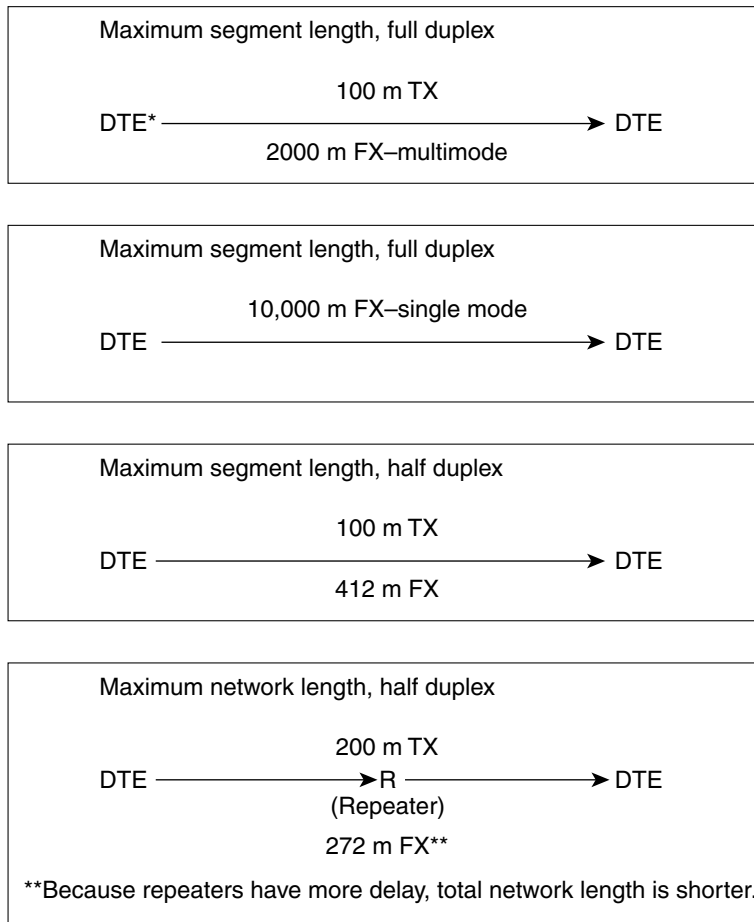 Maximum segment length, full duplex
100 m TX
DTE* DTE
2000 m FX–multimode
Maximum segment length, full duplex
10,000 m FX–single mode
DTE DTE
Maximum segment length, half duplex
100 m TX
DTE DTE
412 m FX
Maximum network length, half duplex
200 m TX
DTE R DTE
(Repeater)
272 m FX**
**Because repeaters have more delay, total network length is shorter.